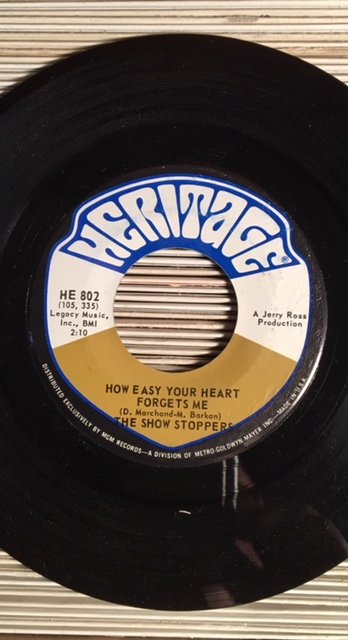 HERITAGE®
HE 802
(105, 335)
Legacy Music,
Inc., BMI
2:10
A Jerry Ross
Production
HOW EASY YOUR HEART
FORGETS ME
(D. Marchand-M. Barkan)
THE SHOW STOPPERS
DISTRIBUTED EXCLUSIVELY BY MGM RECORDS—A DIVISION OF METRO-GOLDWYN-MAYER INC.—MADE IN U.S.A.